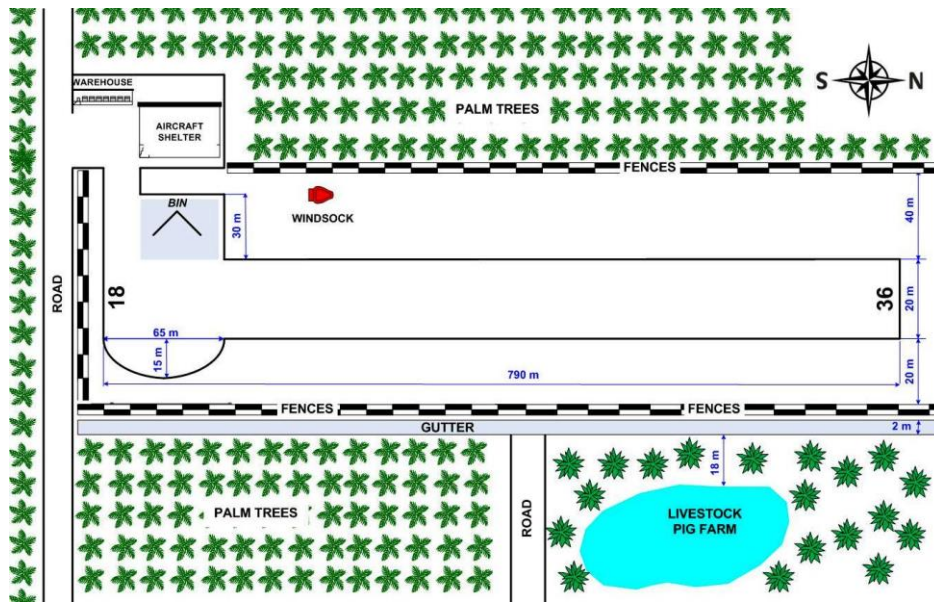 WAREHOUSE
AIRCRAFT
SHELTER
PALM TREES
S
N
FENCES
BIN
30 m
WINDSOCK
40 m
ROAD
18
36
20 m
65 m
15 m
790 m
20 m
FENCES
FENCES
GUTTER
2 m
18 m
PALM TREES
ROAD
LIVESTOCK
PIG FARM